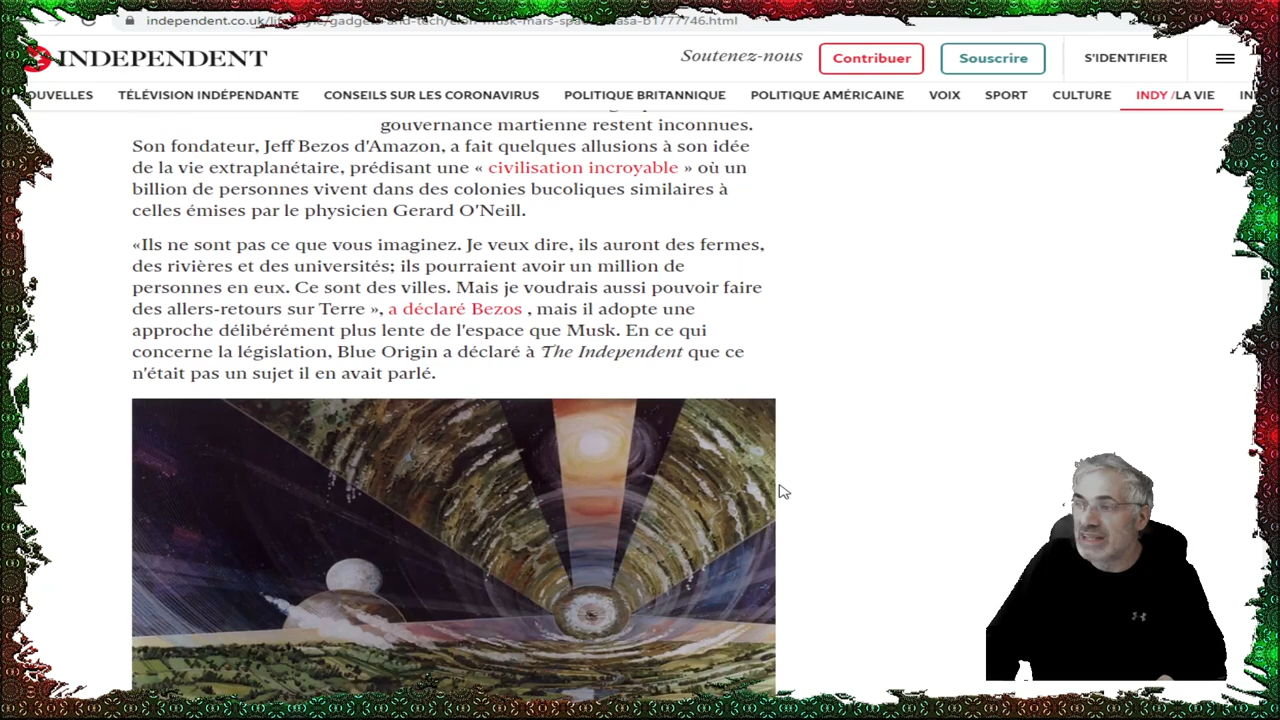 independent.co.uk/
INDEPENDENT
Soutenez-nous
Contribuer
Souscrire
S'IDENTIFIER
OUVELLES TÉLÉVISION INDÉPENDANTE CONSEILS SUR LES CORONAVIRUS POLITIQUE BRITANNIQUE POLITIQUE AMÉRICAINE VOIX SPORT CULTURE INDY /LA VIE
gouvernance martienne restent inconnues.
Son fondateur, Jeff Bezos d'Amazon, a fait quelques allusions à son idée
de la vie extraplanétaire, prédisant une « civilisation incroyable » où un
billion de personnes vivent dans des colonies bucoliques similaires à
celles émises par le physicien Gerard O'Neill.
«Ils ne sont pas ce que vous imaginez. Je veux dire, ils auront des fermes,
des rivières et des universités; ils pourraient avoir un million de
personnes en eux. Ce sont des villes. Mais je voudrais aussi pouvoir faire
des allers-retours sur Terre », a déclaré Bezos , mais il adopte une
approche délibérément plus lente de l'espace que Musk. En ce qui
concerne la législation, Blue Origin a déclaré à The Independent que ce
n'était pas un sujet il en avait parlé.